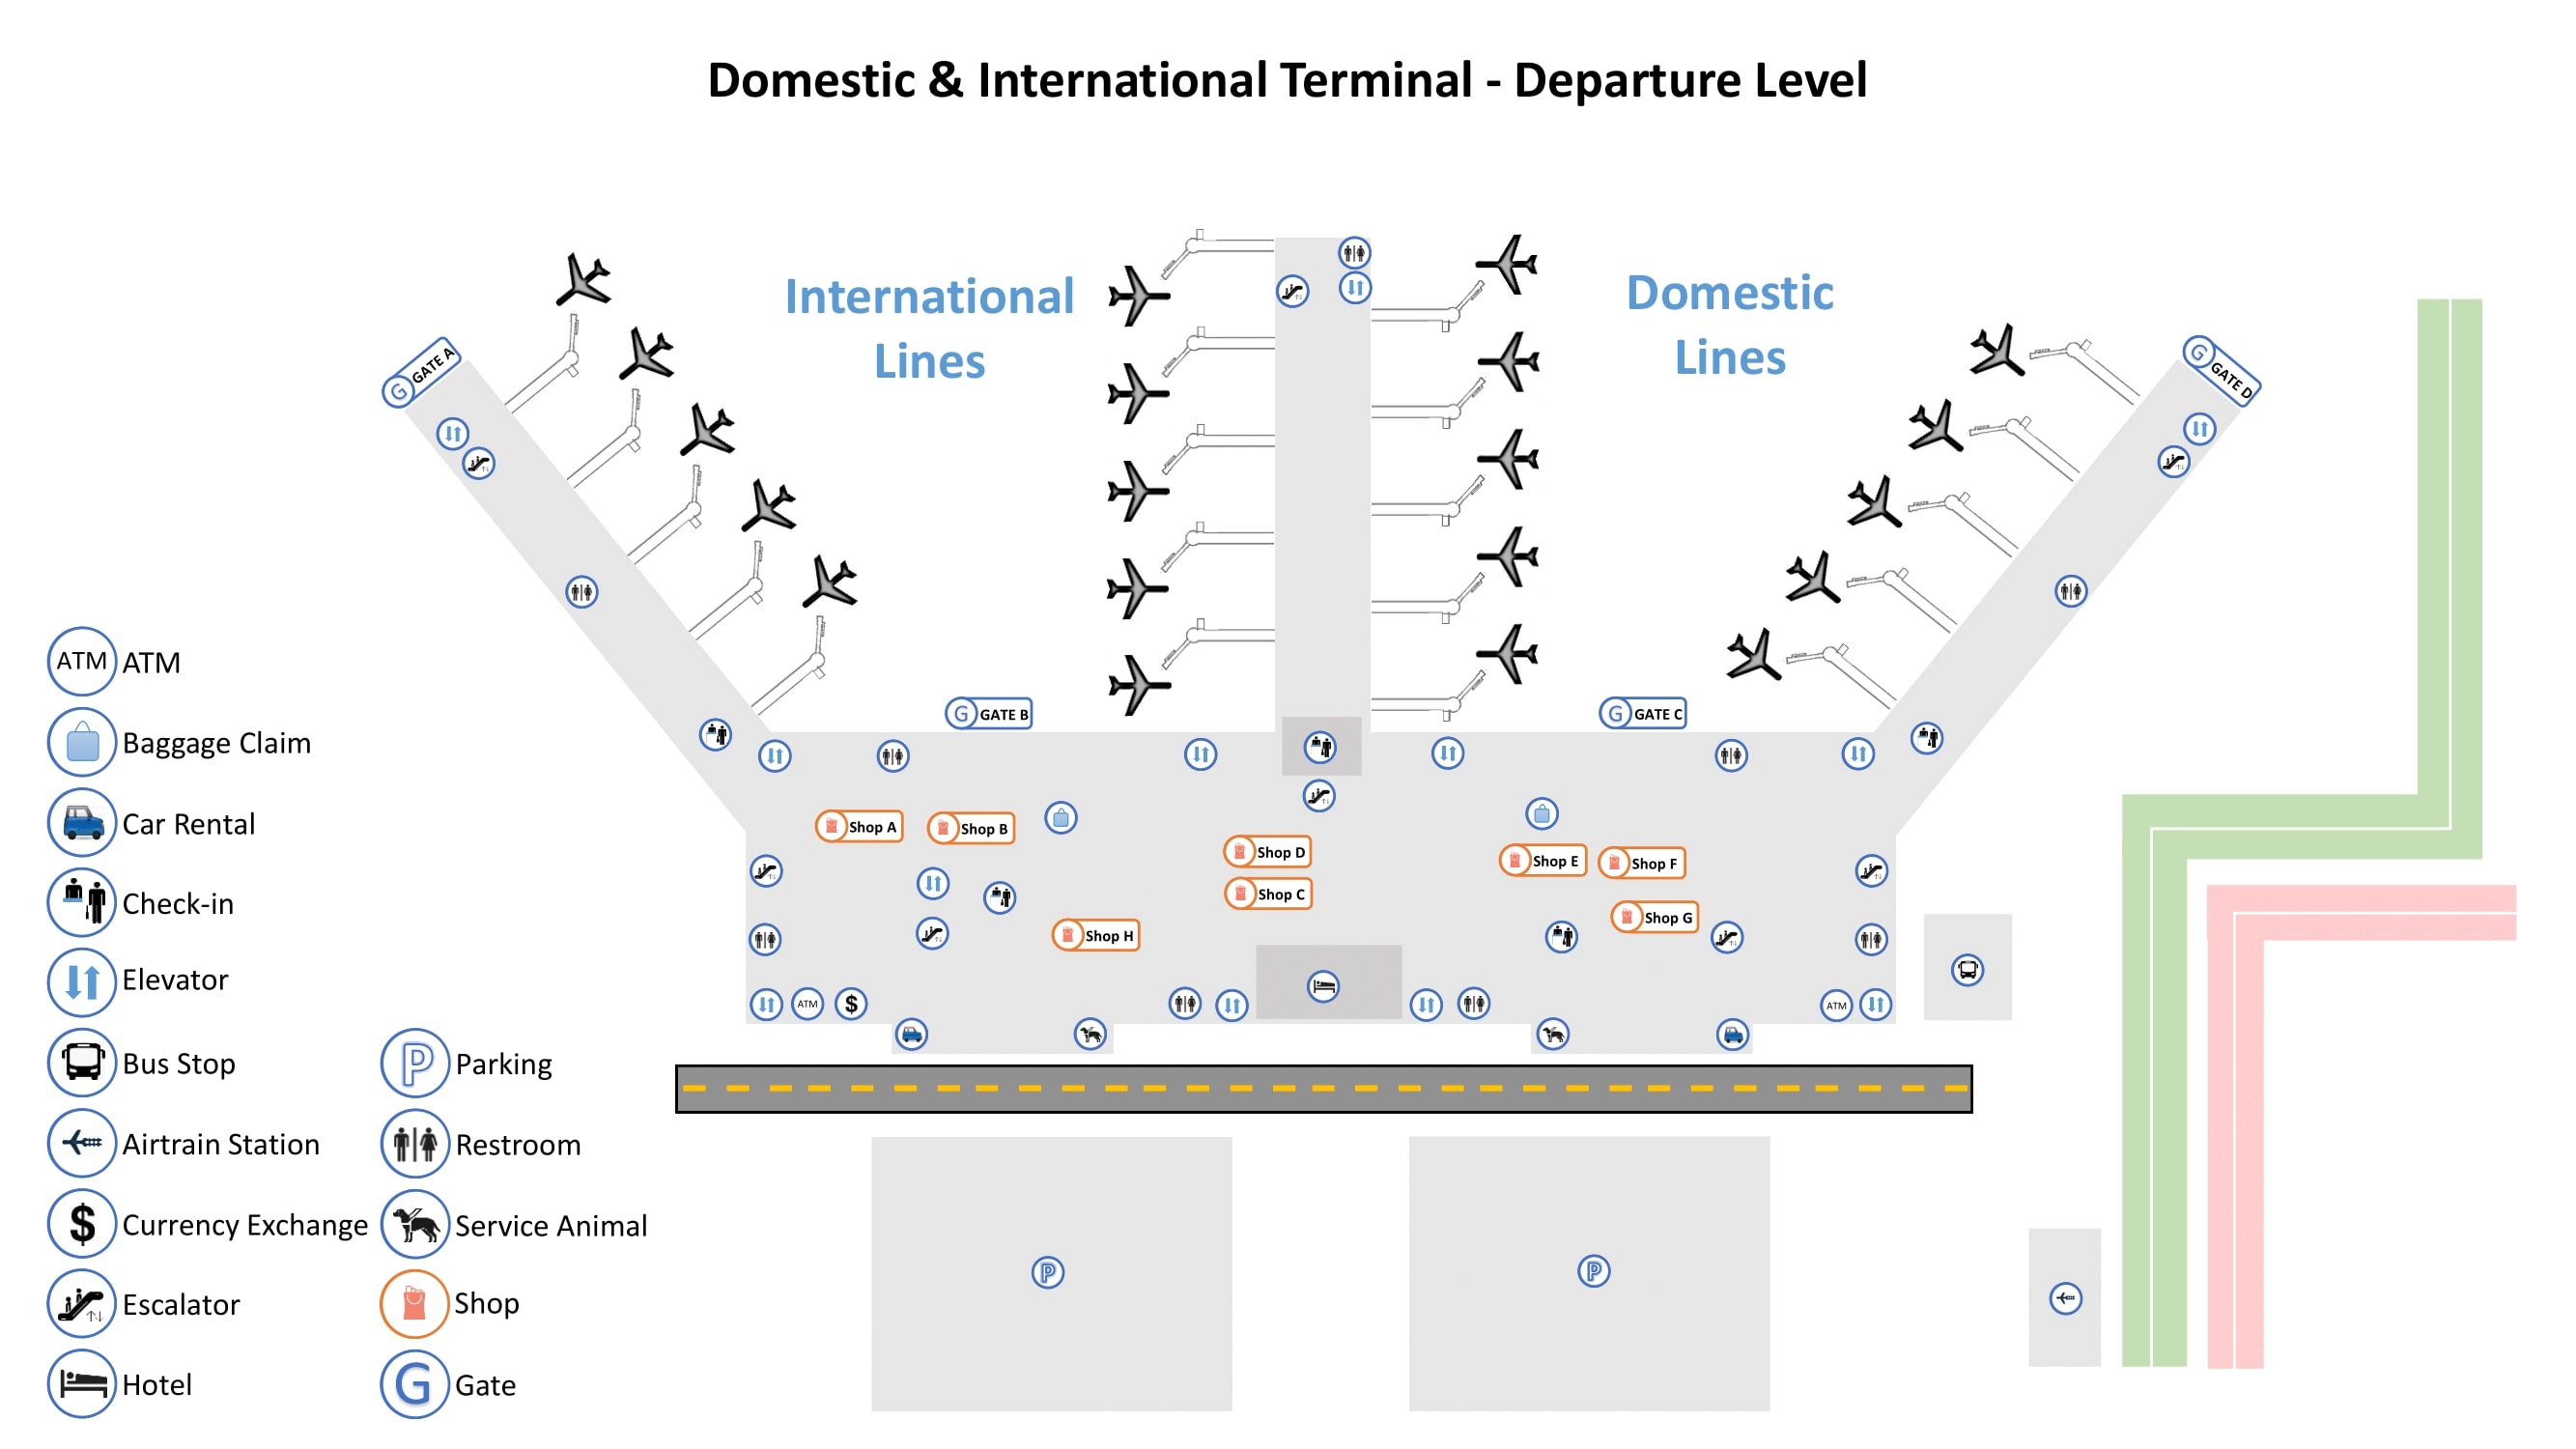 Domestic & International Terminal - Departure Level
International
Lines
Domestic
Lines
G GATE A
G GATE D
G GATE B
G GATE C
Shop A
Shop B
Shop D
Shop C
Shop E
Shop F
Shop G
Shop H
ATM
$
ATM
P
P
ATM ATM
Baggage Claim
Car Rental
Check-in
Elevator
Bus Stop
Airtrain Station
$ Currency Exchange
Escalator
Hotel
P Parking
Restroom
Service Animal
Shop
G Gate